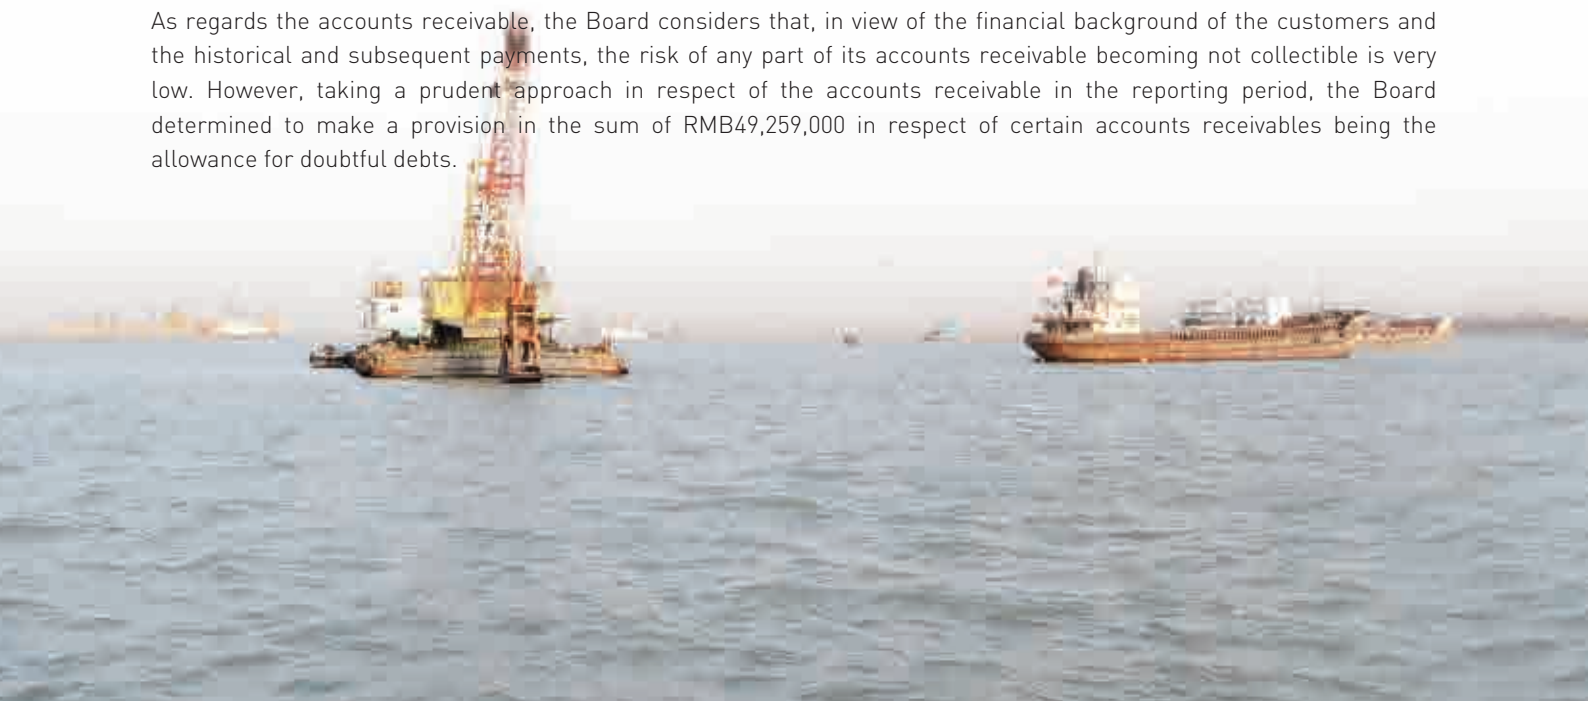 As regards the accounts receivable, the Board considers that, in view of the financial background of the customers and
the historical and subsequent payments, the risk of any part of its accounts receivable becoming not collectible is very
low. However, taking a prudent approach in respect of the accounts receivable in the reporting period, the Board
determined to make a provision in the sum of RMB49,259,000 in respect of certain accounts receivables being the
allowance for doubtful debts.